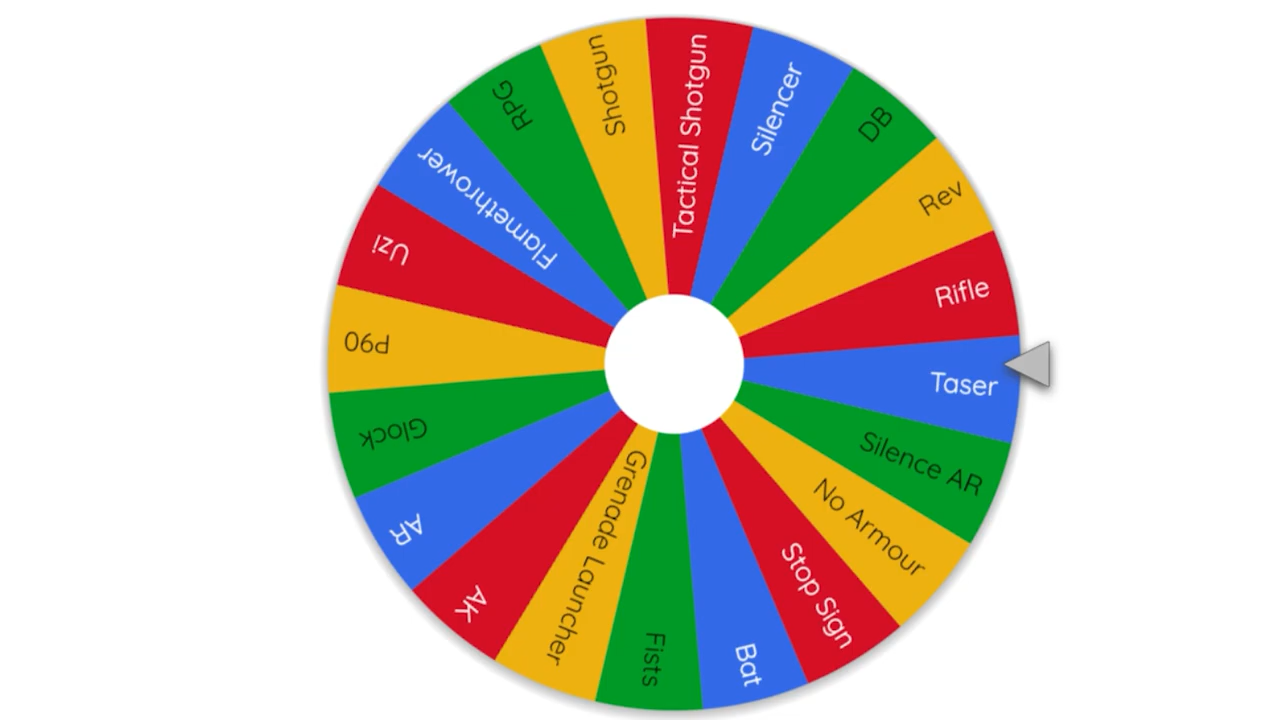 Tactical Shotgun
Silencer
DB
Rev
Rifle
Taser
Silence AR
No Armour
Stop Sign
Bat
Fists
Grenade Launcher
AK
AR
Glock
P90
Uzi
Flamethrower
RPG
Shotgun